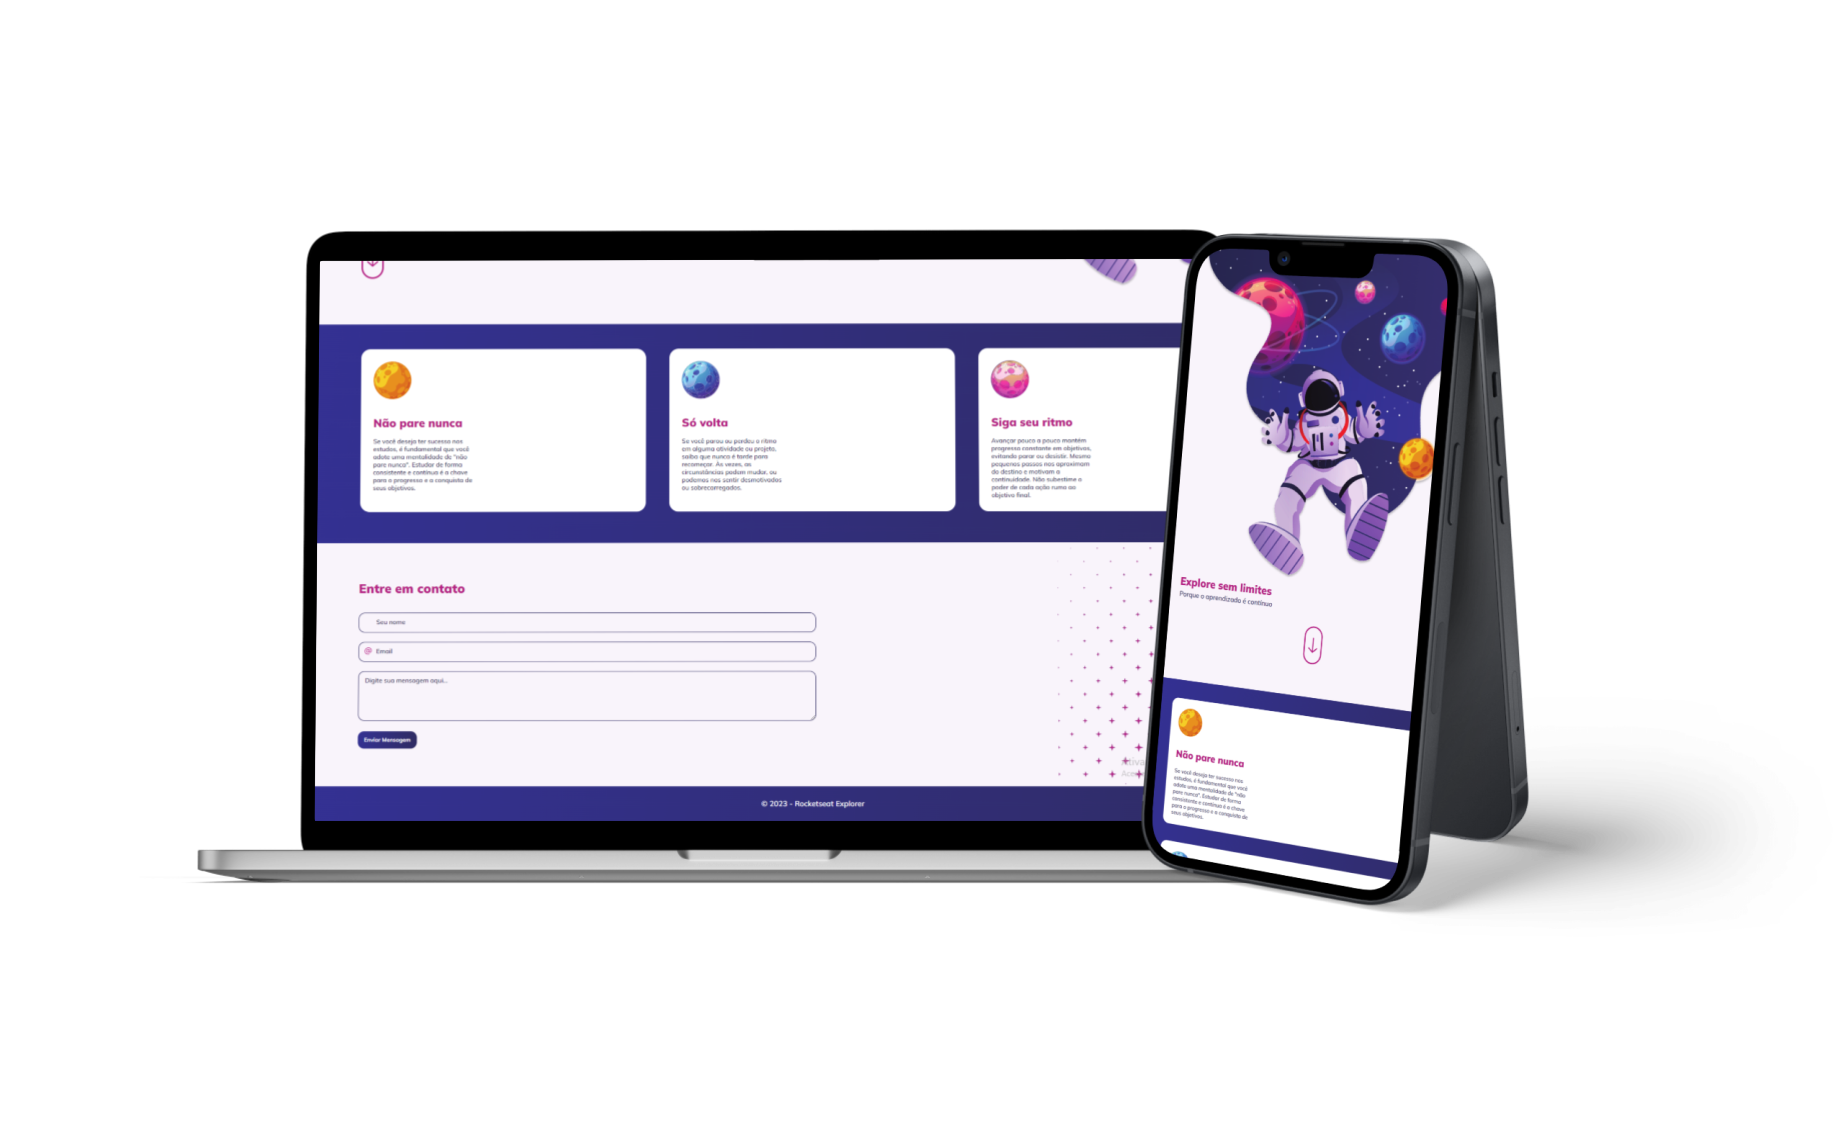 Não pare nunca
Se você deseja ter sucesso nos
estudos, é fundamental que você
adote uma mentalidade de "não
pare nunca". Estudar de forma
consistente e contínua é a chave
para o progresso e a conquista de
seus objetivos.
Só volta
Se você parou ou perdeu o ritmo
em alguma atividade ou projeto,
saiba que nunca é tarde para
recomeçar. Às vezes, as
circunstâncias podem mudar, ou
podemos nos sentir desmotivados
ou sobrecarregados.
Siga seu ritmo
Avançar pouco a pouco mantém
progresso constante em objetivos,
evitando parar ou desistir. Mesmo
pequenos passos nos aproximam
do destino e motivam a
continuidade. Não subestime o
poder de cada ação rumo ao
objetivo final.
Entre em contato
Seu nome
@ Email
Digite sua mensagem aqui...
Enviar Mensagem
© 2023 - Rocketseat Explorer
Explore sem limites
Porque o aprendizado é contínuo
Não pare nunca
Se você deseja ter sucesso nos
estudos, é fundamental que você
adote uma mentalidade de "não
pare nunca". Estudar de forma
consistente e contínua é a chave
para o progresso e a conquista de
seus objetivos.